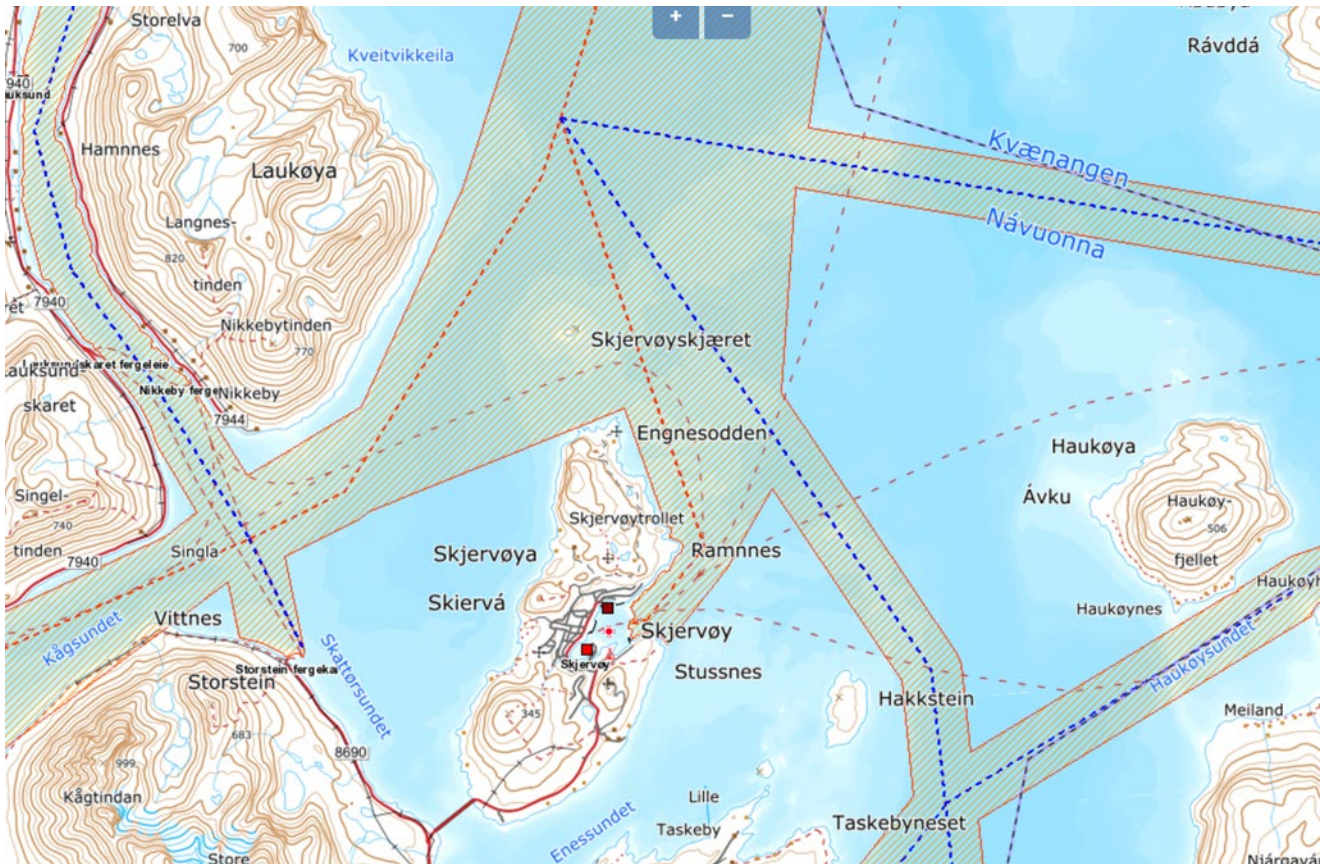 +
−
Storelva
700
Kveitvikkeila
Rávddá
940
auksund
Hamnnes
Laukøya
Langnes-
820
tinden
Kvænangen
Návuonna
7940
Nikkebytinden
770
Skjervøyskjæret
fergeleie
Nikkeby
Nikkeby
skaret
7944
Engnesodden
Haukøya
Ávku
Haukøy-
506
fjellet
Singel-
740
tinden
Skjervøytrollet
Singla
7940
Skjervøya
Ramnnes
Skiervá
Haukøynes
Vittnes
Kågsundet
Skjervøy
Skjervøy
Stussnes
Storstein fergekai
Storstein
Skattørsundet
Haukøysundet
Hakkstein
345
683
Meiland
8690
999
Kågtindan
Lille
Taskeby
Taskebyneset
Enessundet
Store